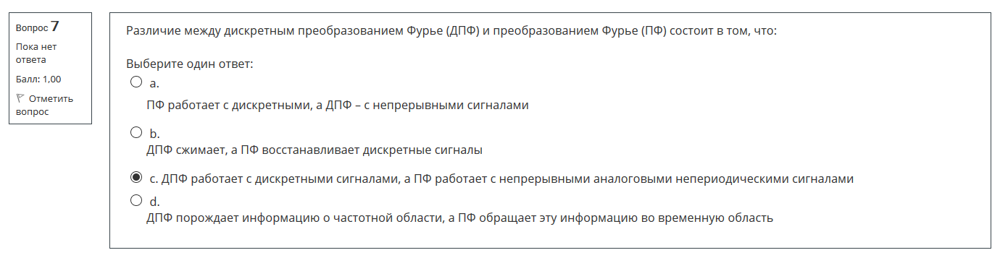 Вопрос 7
Пока нет
ответа
Балл: 1,00
Отметить
вопрос
Различие между дискретным преобразованием Фурье (ДПФ) и преобразованием Фурье (ПФ) состоит в том, что:
Выберите один ответ:
a.
ПФ работает с дискретными, а ДПФ – с непрерывными сигналами
b.
ДПФ сжимает, а ПФ восстанавливает дискретные сигналы
c. ДПФ работает с дискретными сигналами, а ПФ работает с непрерывными аналоговыми непериодическими сигналами
d.
ДПФ порождает информацию о частотной области, а ПФ обращает эту информацию во временную область